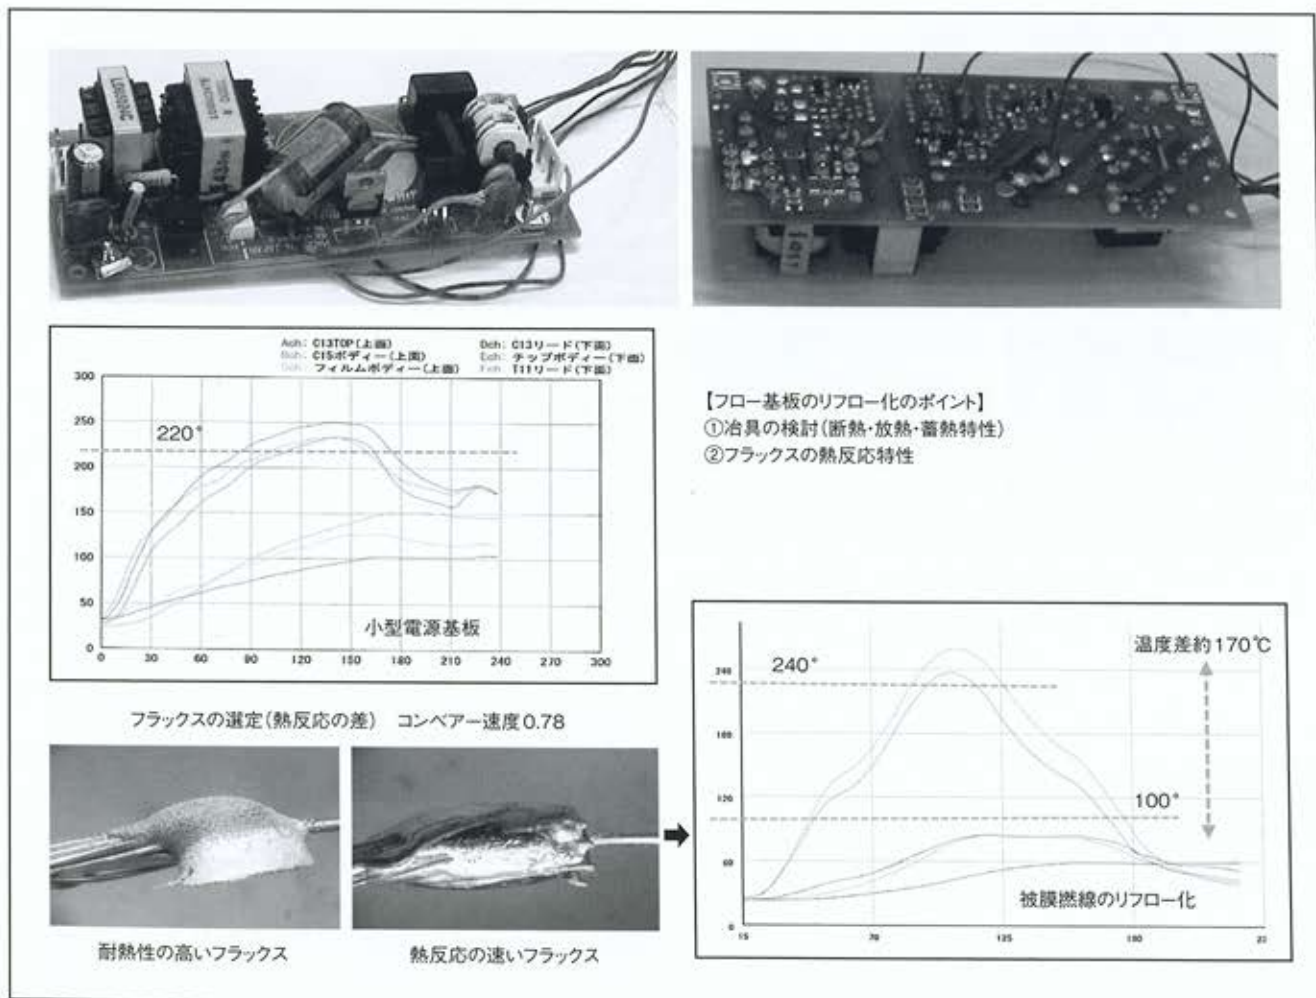 Ach: C13TOP(上面)
Dch: C13リード(下面)
Bch: C15ボディー(上面)
Ech: チップボディー(下面)
フィルムボディー(上面)
T11リード(下面)
300
250
220°
200
150
100
50
0
小型電源基板
0 30 60 90 120 150 180 210 240 270 300
【フロー基板のリフロー化のポイント】
①冶具の検討(断熱・放熱・蓄熱特性)
②フラックスの熱反応特性
フラックスの選定(熱反応の差) コンベアー速度0.78
耐熱性の高いフラックス
熱反応の速いフラックス
温度差約170℃
240°
240
180
120
100°
60
被膜撚線のリフロー化
0
15 70 125 180